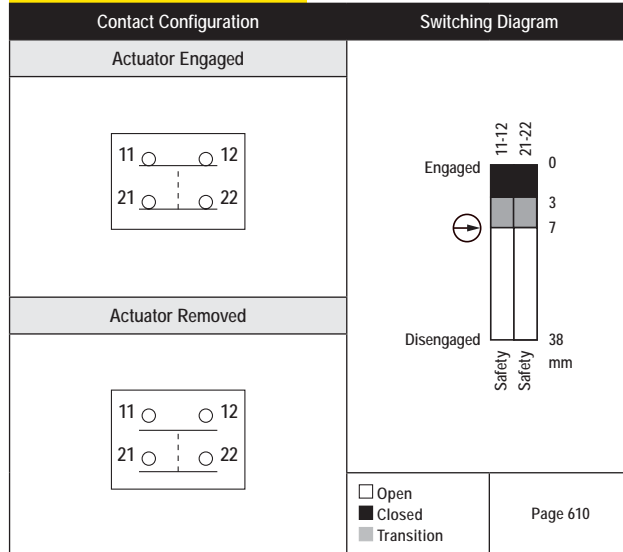 Contact Configuration
Switching Diagram
Actuator Engaged
11 12
21 22
Actuator Removed
11 12
21 22
11-12
21-22
Engaged
0
3
7
Disengaged
38
mm
Safety
Safety
Open
Closed
Transition
Page 610